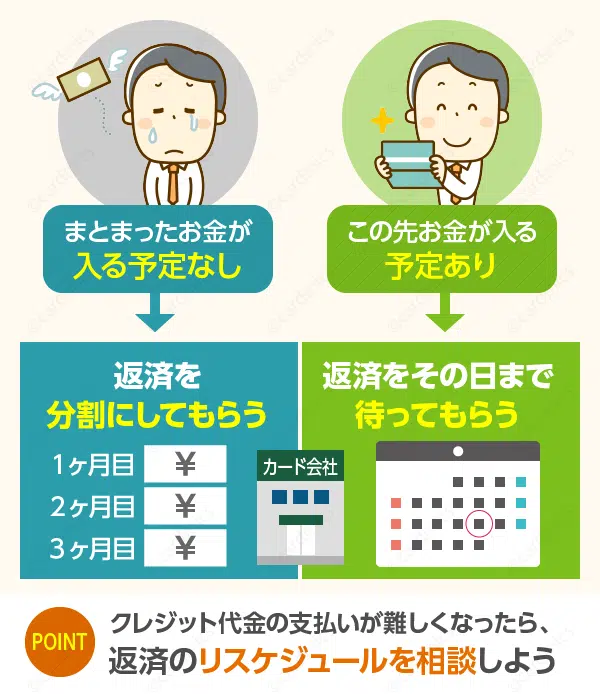 まとまったお金が
入る予定なし
この先お金が入る
予定あり
返済を
分割にしてもらう
1ヶ月目 ¥
2ヶ月目 ¥
3ヶ月目 ¥
カード会社
返済をその日まで
待ってもらう
POINT
クレジット代金の支払いが難しくなったら、
返済のリスケジュールを相談しよう